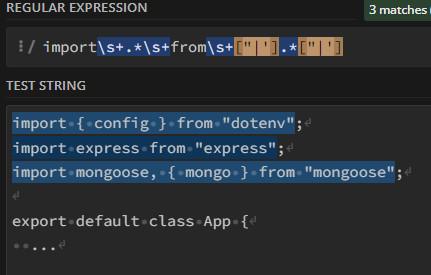 REGULAR EXPRESSION
3 matches
⋮/ import\s+.*\s+from\s+["|'].*["|']
TEST STRING
import { config } from "dotenv";
import express from "express";
import mongoose, { mongo } from "mongoose";
export default class App {
...